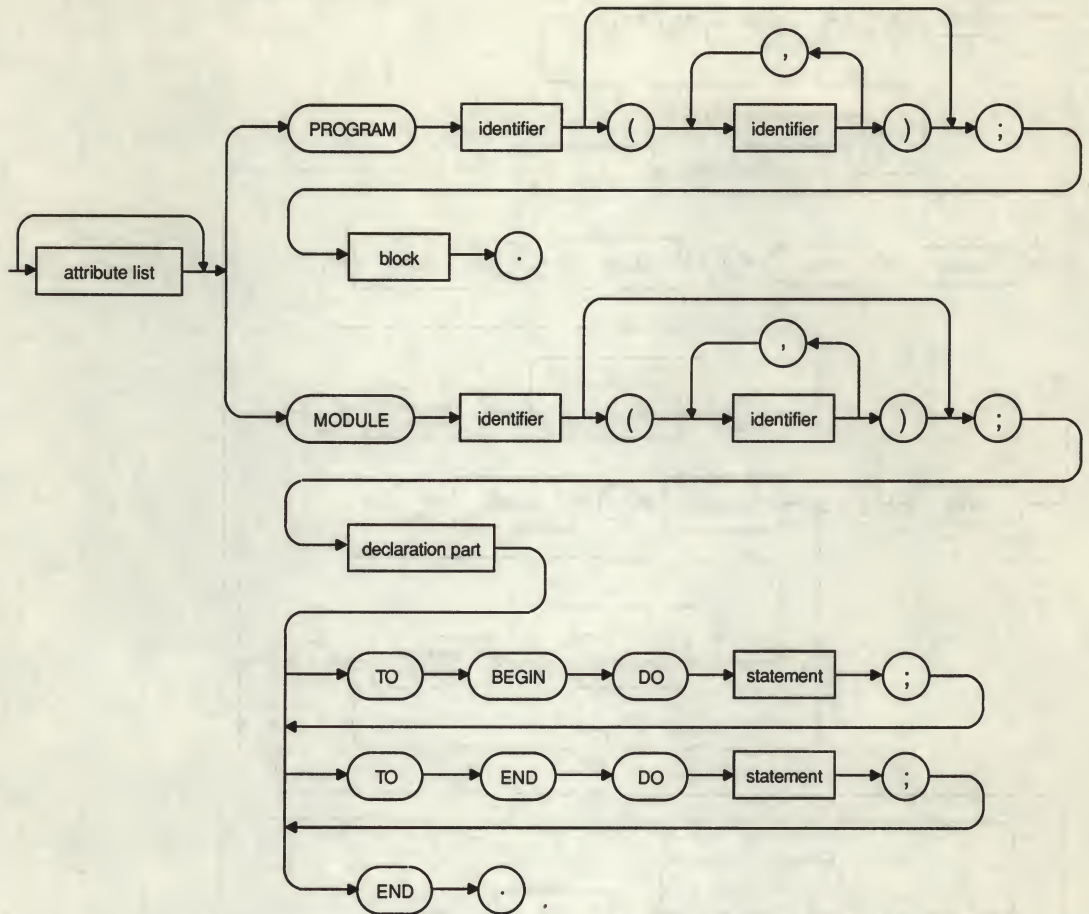 ,
PROGRAM identifier ( identifier ) ;
attribute list
block .
,
MODULE identifier ( identifier ) ;
declaration part
TO BEGIN DO statement ;
TO END DO statement ;
END .